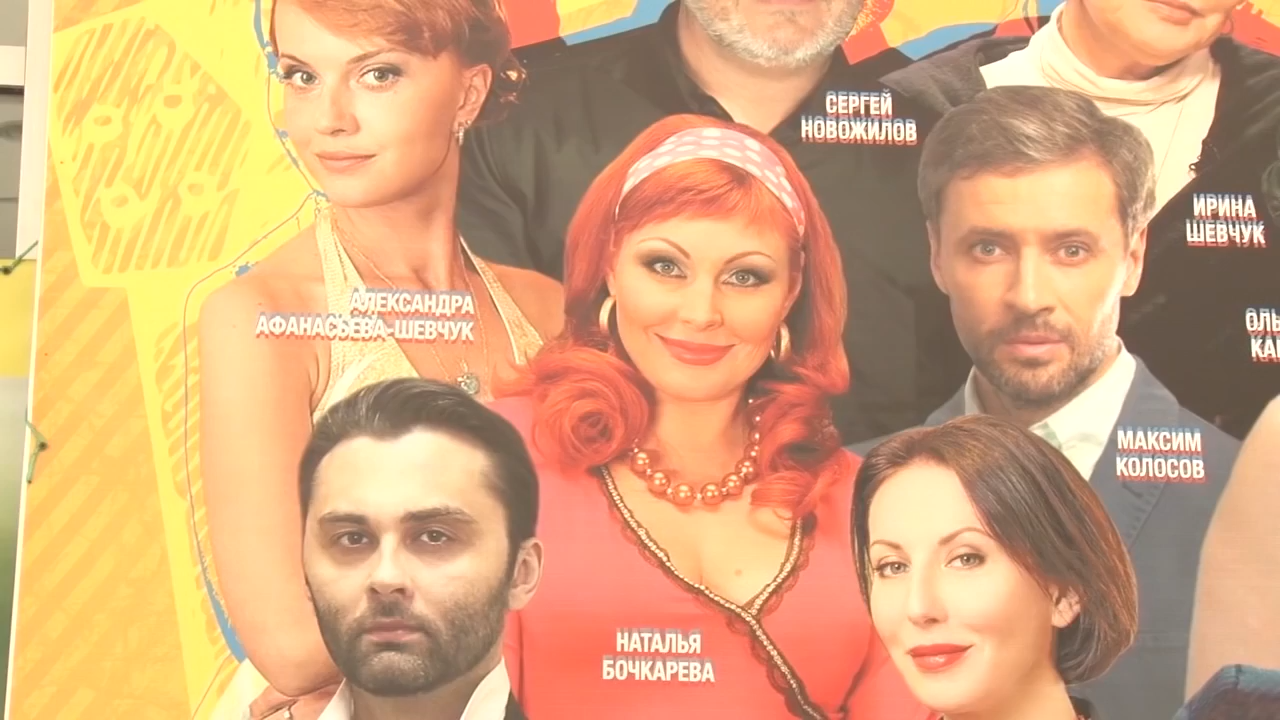 СЕРГЕЙ
НОВОЖИЛОВ
ИРИНА
ШЕВЧУК
АЛЕКСАНДРА
АФАНАСЬЕВА-ШЕВЧУК
МАКСИМ
КОЛОСОВ
НАТАЛЬЯ
БОЧКАРЕВА